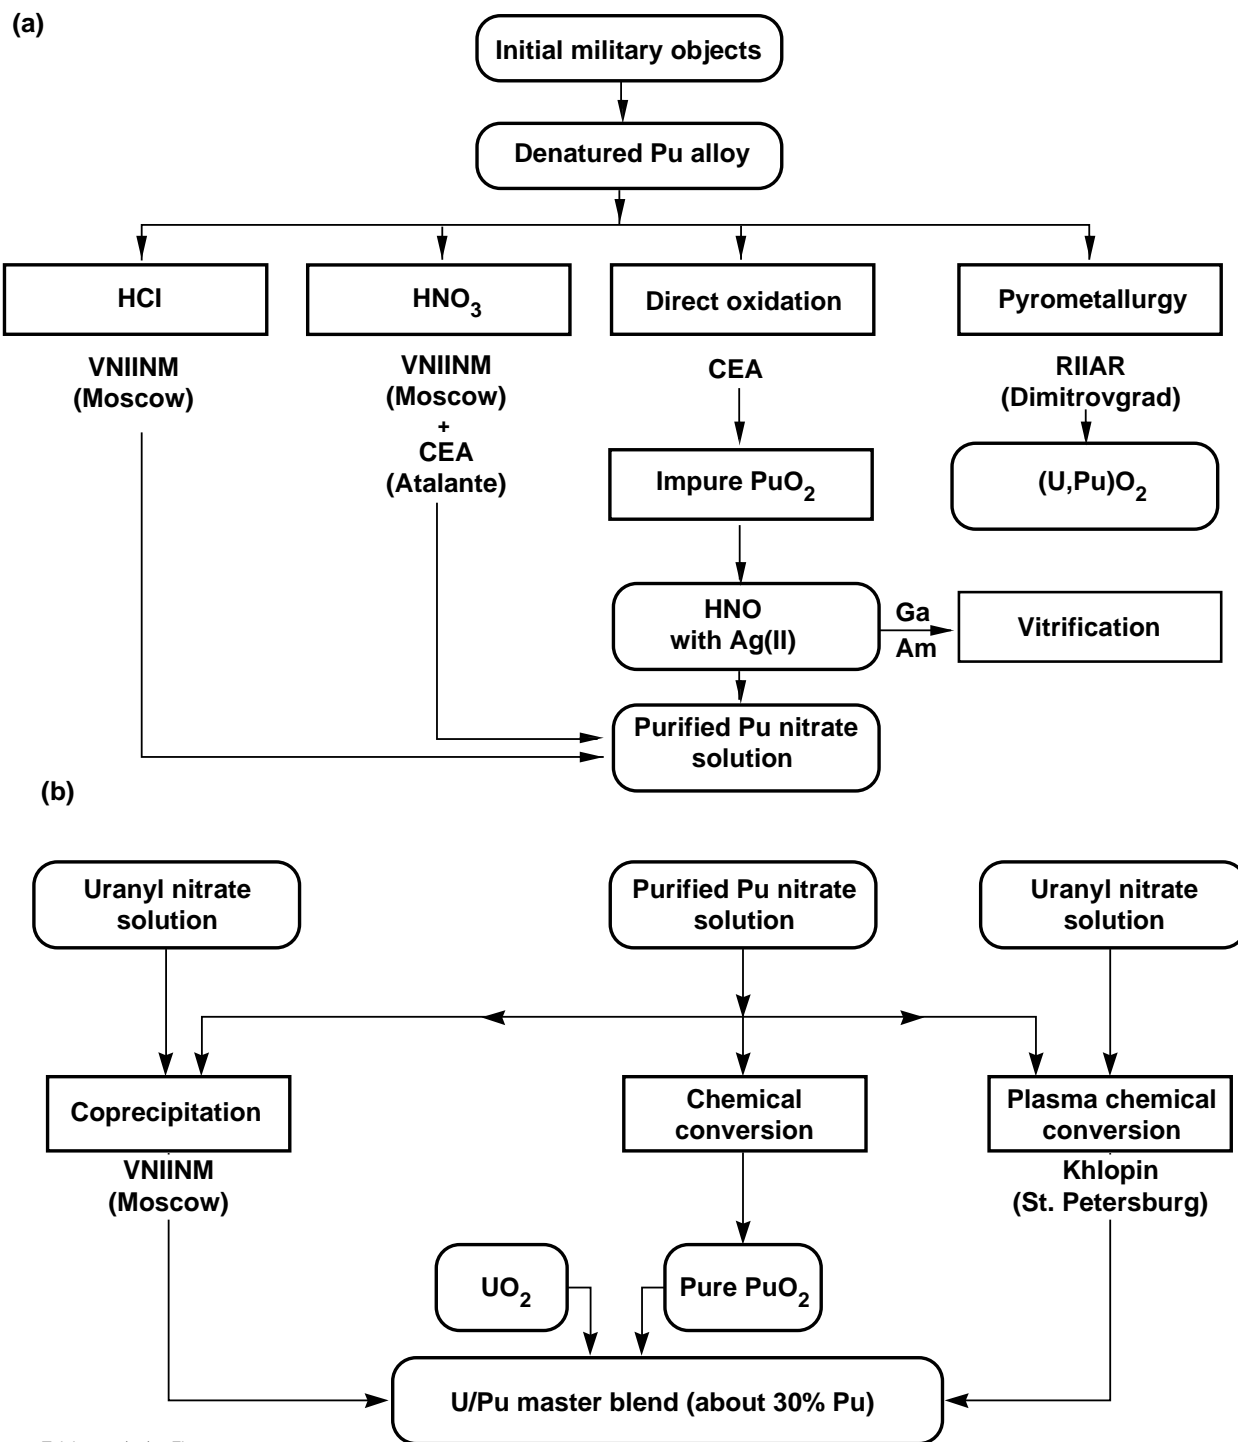 (a)
Initial military objects
Denatured Pu alloy
HCl
HNO3
Direct oxidation
Pyrometallurgy
VNIINM
(Moscow)
VNIINM
(Moscow)
+
CEA
(Atalante)
CEA
RIIAR
(Dimitrovgrad)
Impure PuO2
(U,Pu)O2
HNO
with Ag(II)
Ga
Am
Vitrification
Purified Pu nitrate
solution
(b)
Uranyl nitrate
solution
Purified Pu nitrate
solution
Uranyl nitrate
solution
Coprecipitation
Chemical
conversion
Plasma chemical
conversion
VNIINM
(Moscow)
Khlopin
(St. Petersburg)
UO2
Pure PuO2
U/Pu master blend (about 30% Pu)